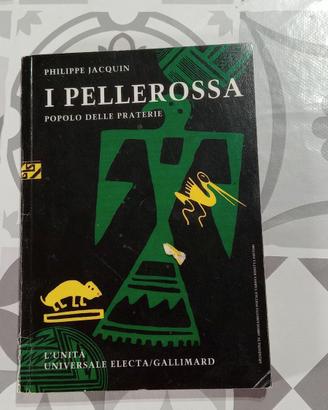 PHILIPPE JACQUIN
I PELLEROSSA
POPOLO DELLE PRATERIE
L'UNITÀ
UNIVERSALE ELECTA/GALLIMARD